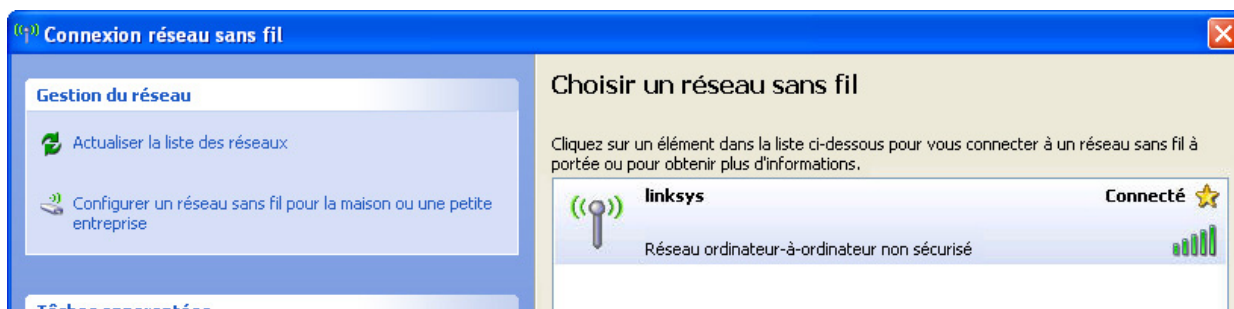 Connexion réseau sans fil
Gestion du réseau
Actualiser la liste des réseaux
Configurer un réseau sans fil pour la maison ou une petite
entreprise
Choisir un réseau sans fil
Cliquez sur un élément dans la liste ci-dessous pour vous connecter à un réseau sans fil à
portée ou pour obtenir plus d'informations.
linksys
Connecté
Réseau ordinateur-à-ordinateur non sécurisé